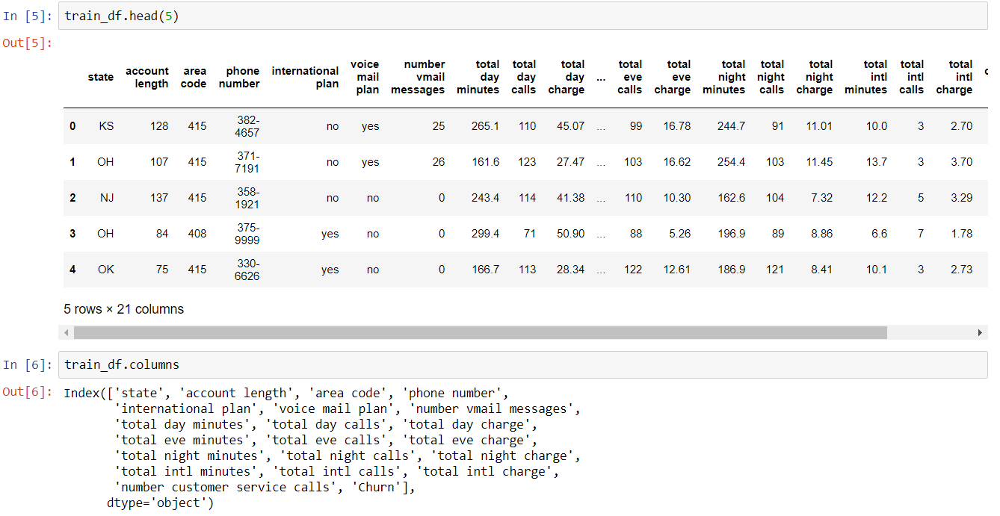 In [5]: train_df.head(5)
Out[5]:
state account length area code phone number international plan voice mail plan number vmail messages total day minutes total day calls total day charge ... total eve calls total eve charge total night minutes total night calls total night charge total intl minutes total intl calls total intl charge
0 KS 128 415 382-4657 no yes 25 265.1 110 45.07 ... 99 16.78 244.7 91 11.01 10.0 3 2.70
1 OH 107 415 371-7191 no yes 26 161.6 123 27.47 ... 103 16.62 254.4 103 11.45 13.7 3 3.70
2 NJ 137 415 358-1921 no no 0 243.4 114 41.38 ... 110 10.30 162.6 104 7.32 12.2 5 3.29
3 OH 84 408 375-9999 yes no 0 299.4 71 50.90 ... 88 5.26 196.9 89 8.86 6.6 7 1.78
4 OK 75 415 330-6626 yes no 0 166.7 113 28.34 ... 122 12.61 186.9 121 8.41 10.1 3 2.73
5 rows × 21 columns
In [6]: train_df.columns
Out[6]: Index(['state', 'account length', 'area code', 'phone number',
'international plan', 'voice mail plan', 'number vmail messages',
'total day minutes', 'total day calls', 'total day charge',
'total eve minutes', 'total eve calls', 'total eve charge',
'total night minutes', 'total night calls', 'total night charge',
'total intl minutes', 'total intl calls', 'total intl charge',
'number customer service calls', 'Churn'],
dtype='object')